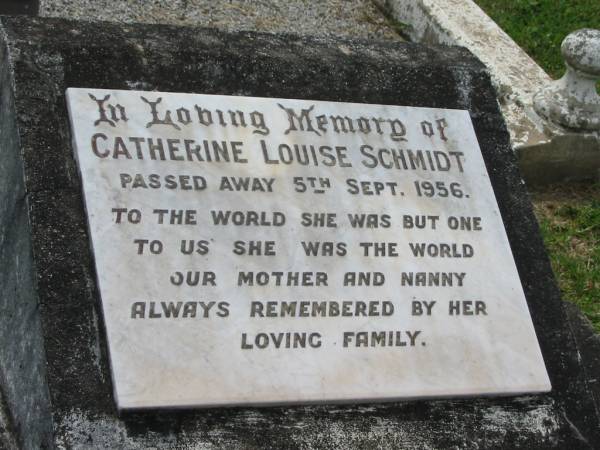 In Loving Memory of
CATHERINE LOUISE SCHMIDT
PASSED AWAY 5TH SEPT. 1956.
TO THE WORLD SHE WAS BUT ONE
TO US SHE WAS THE WORLD
OUR MOTHER AND NANNY
ALWAYS REMEMBERED BY HER
LOVING FAMILY.